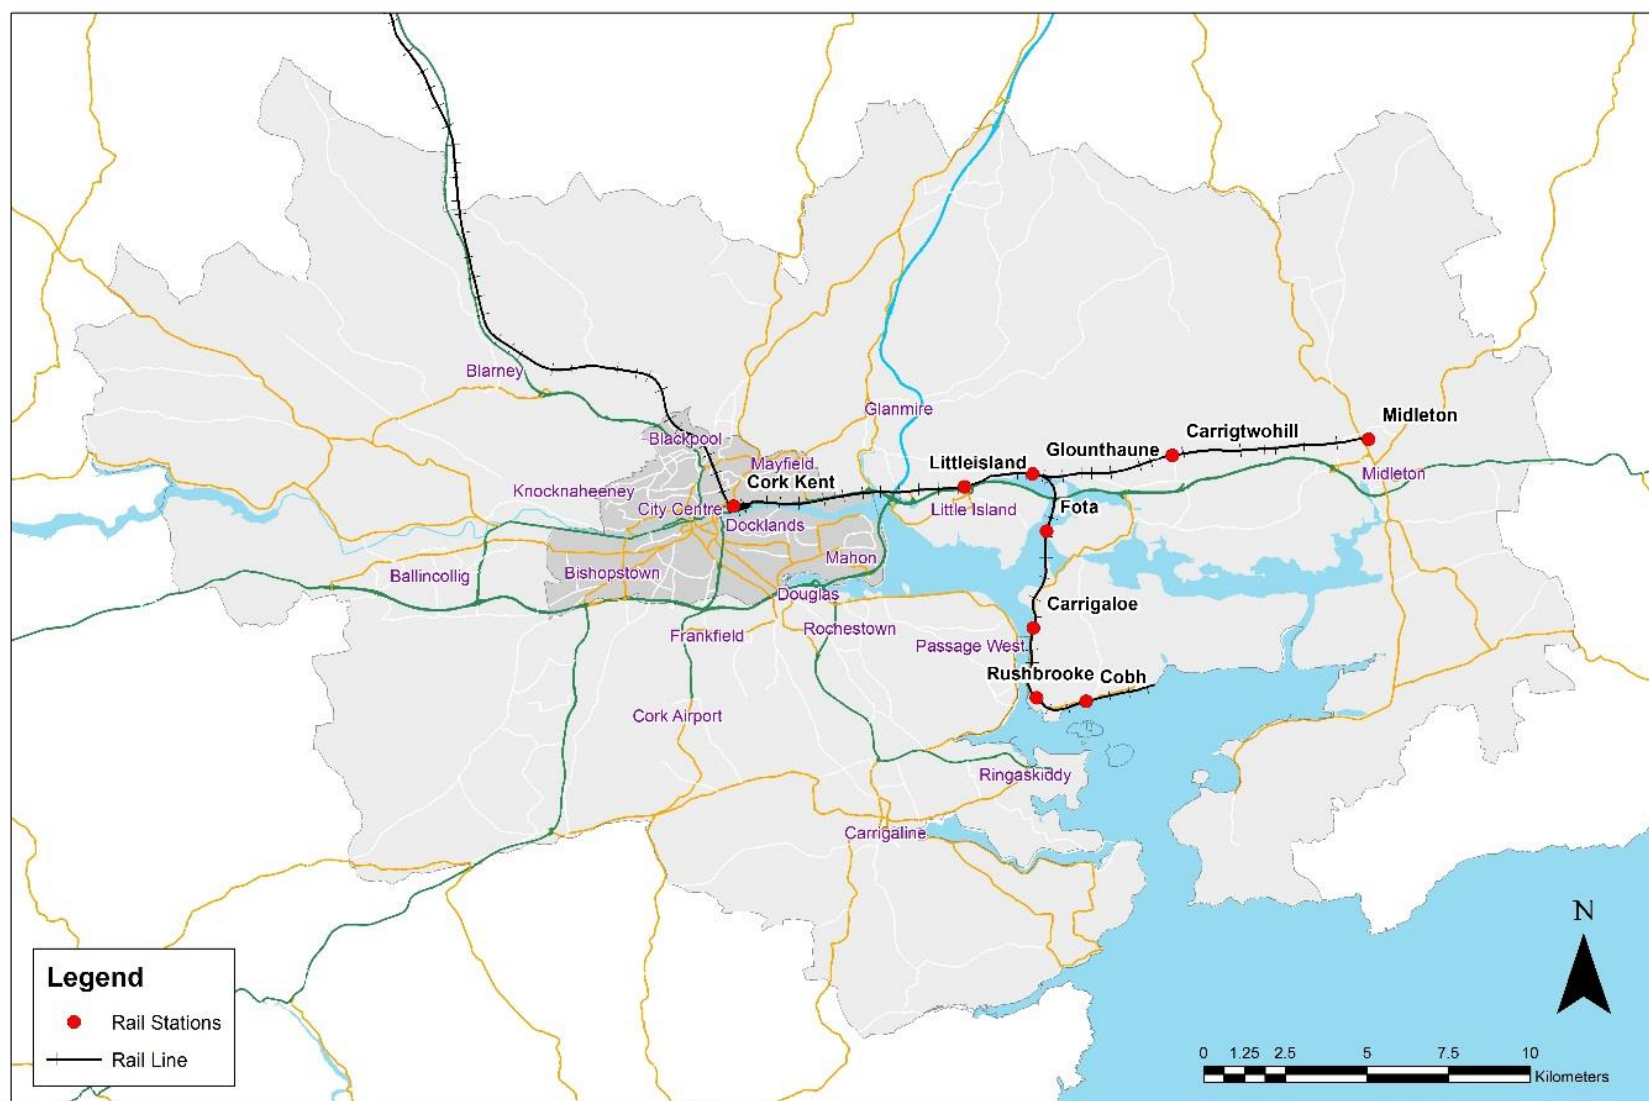 Blarney
Glanmire
Midleton
Carrigtwohill
Blackpool
Glounthaune
Mayfield
Littleisland
Midleton
Cork Kent
Knocknaheeney
City Centre
Little Island
Fota
Docklands
Mahon
Ballincollig
Bishopstown
Douglas
Carrigaloe
Rochestown
Frankfield
Passage West
Rushbrooke
Cobh
Cork Airport
Ringaskiddy
Carrigaline
N
Legend
Rail Stations
Rail Line
0 1.25 2.5 5 7.5 10
Kilometers